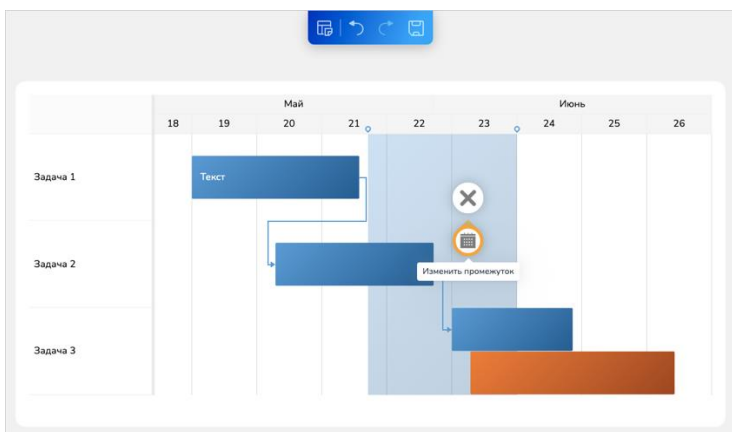 Май
Июнь
18 19 20 21 22 23 24 25 26
Задача 1
Текст
Задача 2
Изменить промежуток
Задача 3